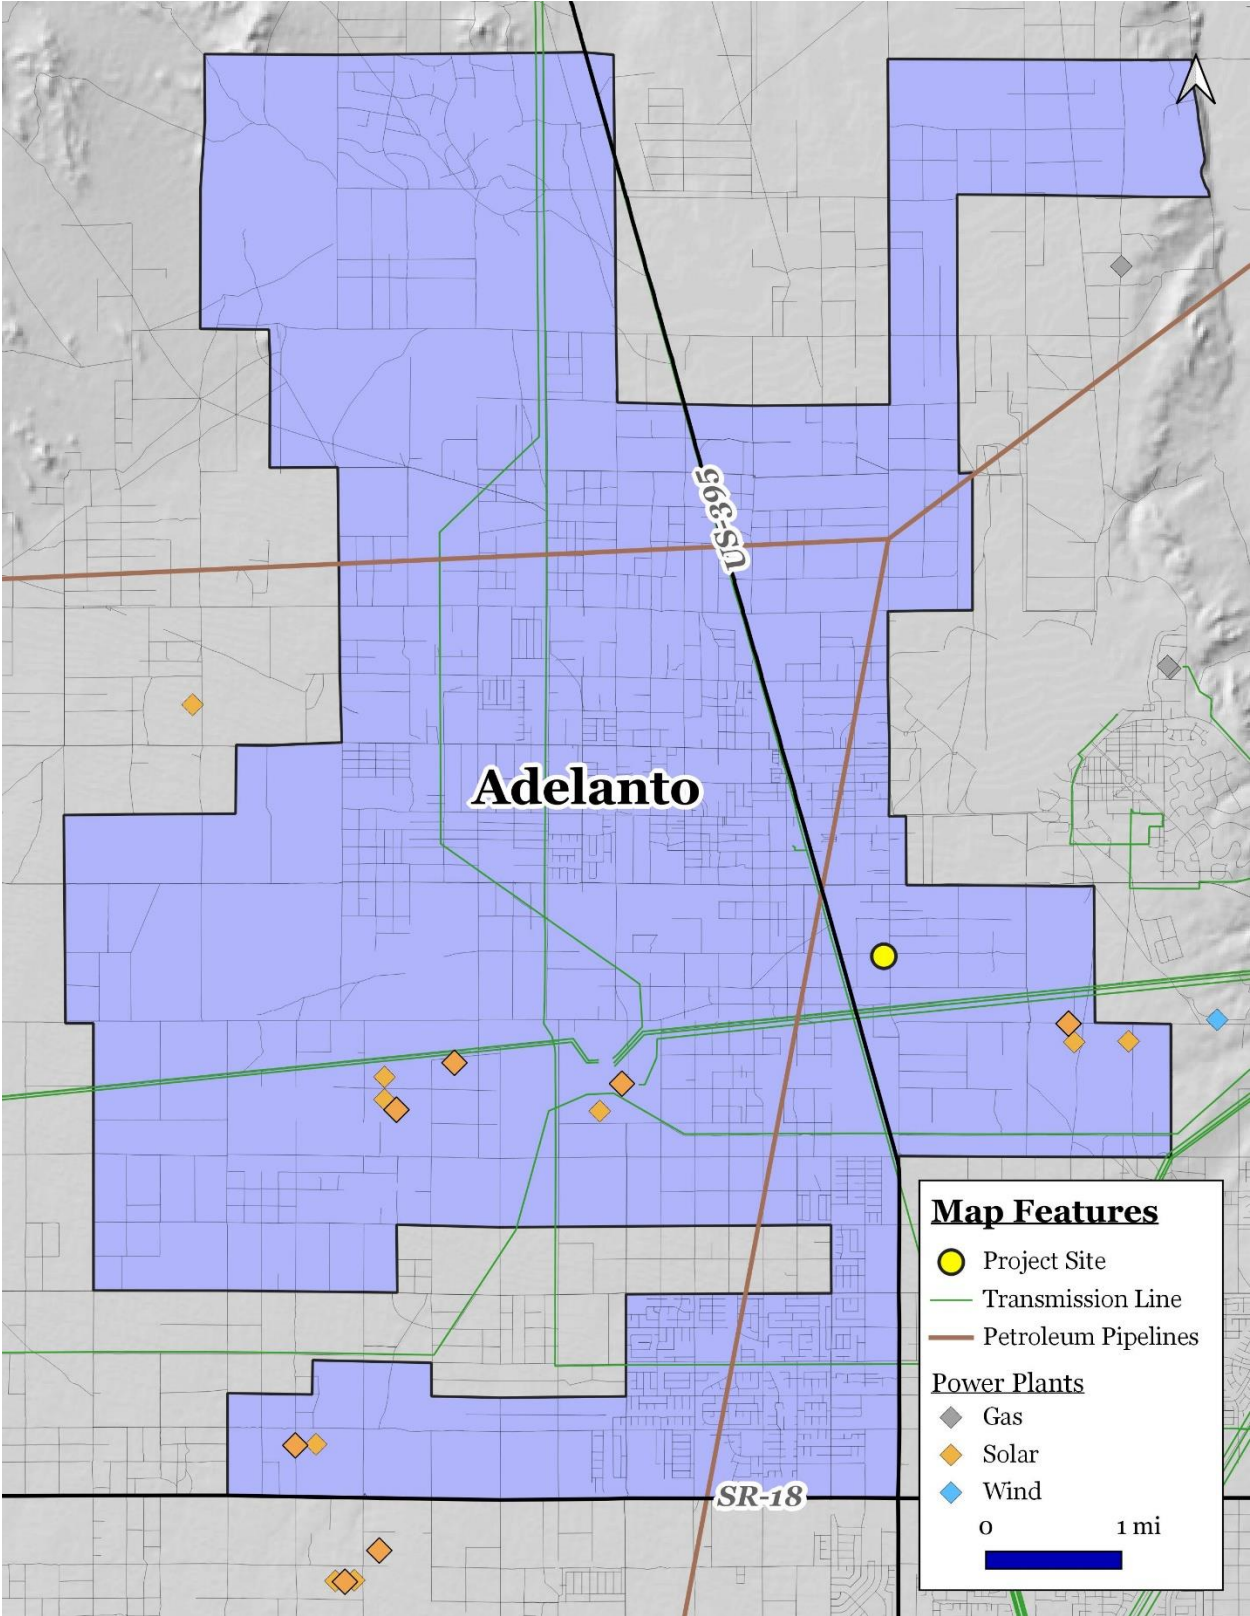 US-395
Adelanto
SR-18
Map Features
Project Site
Transmission Line
Petroleum Pipelines
Power Plants
Gas
Solar
Wind
0 1 mi